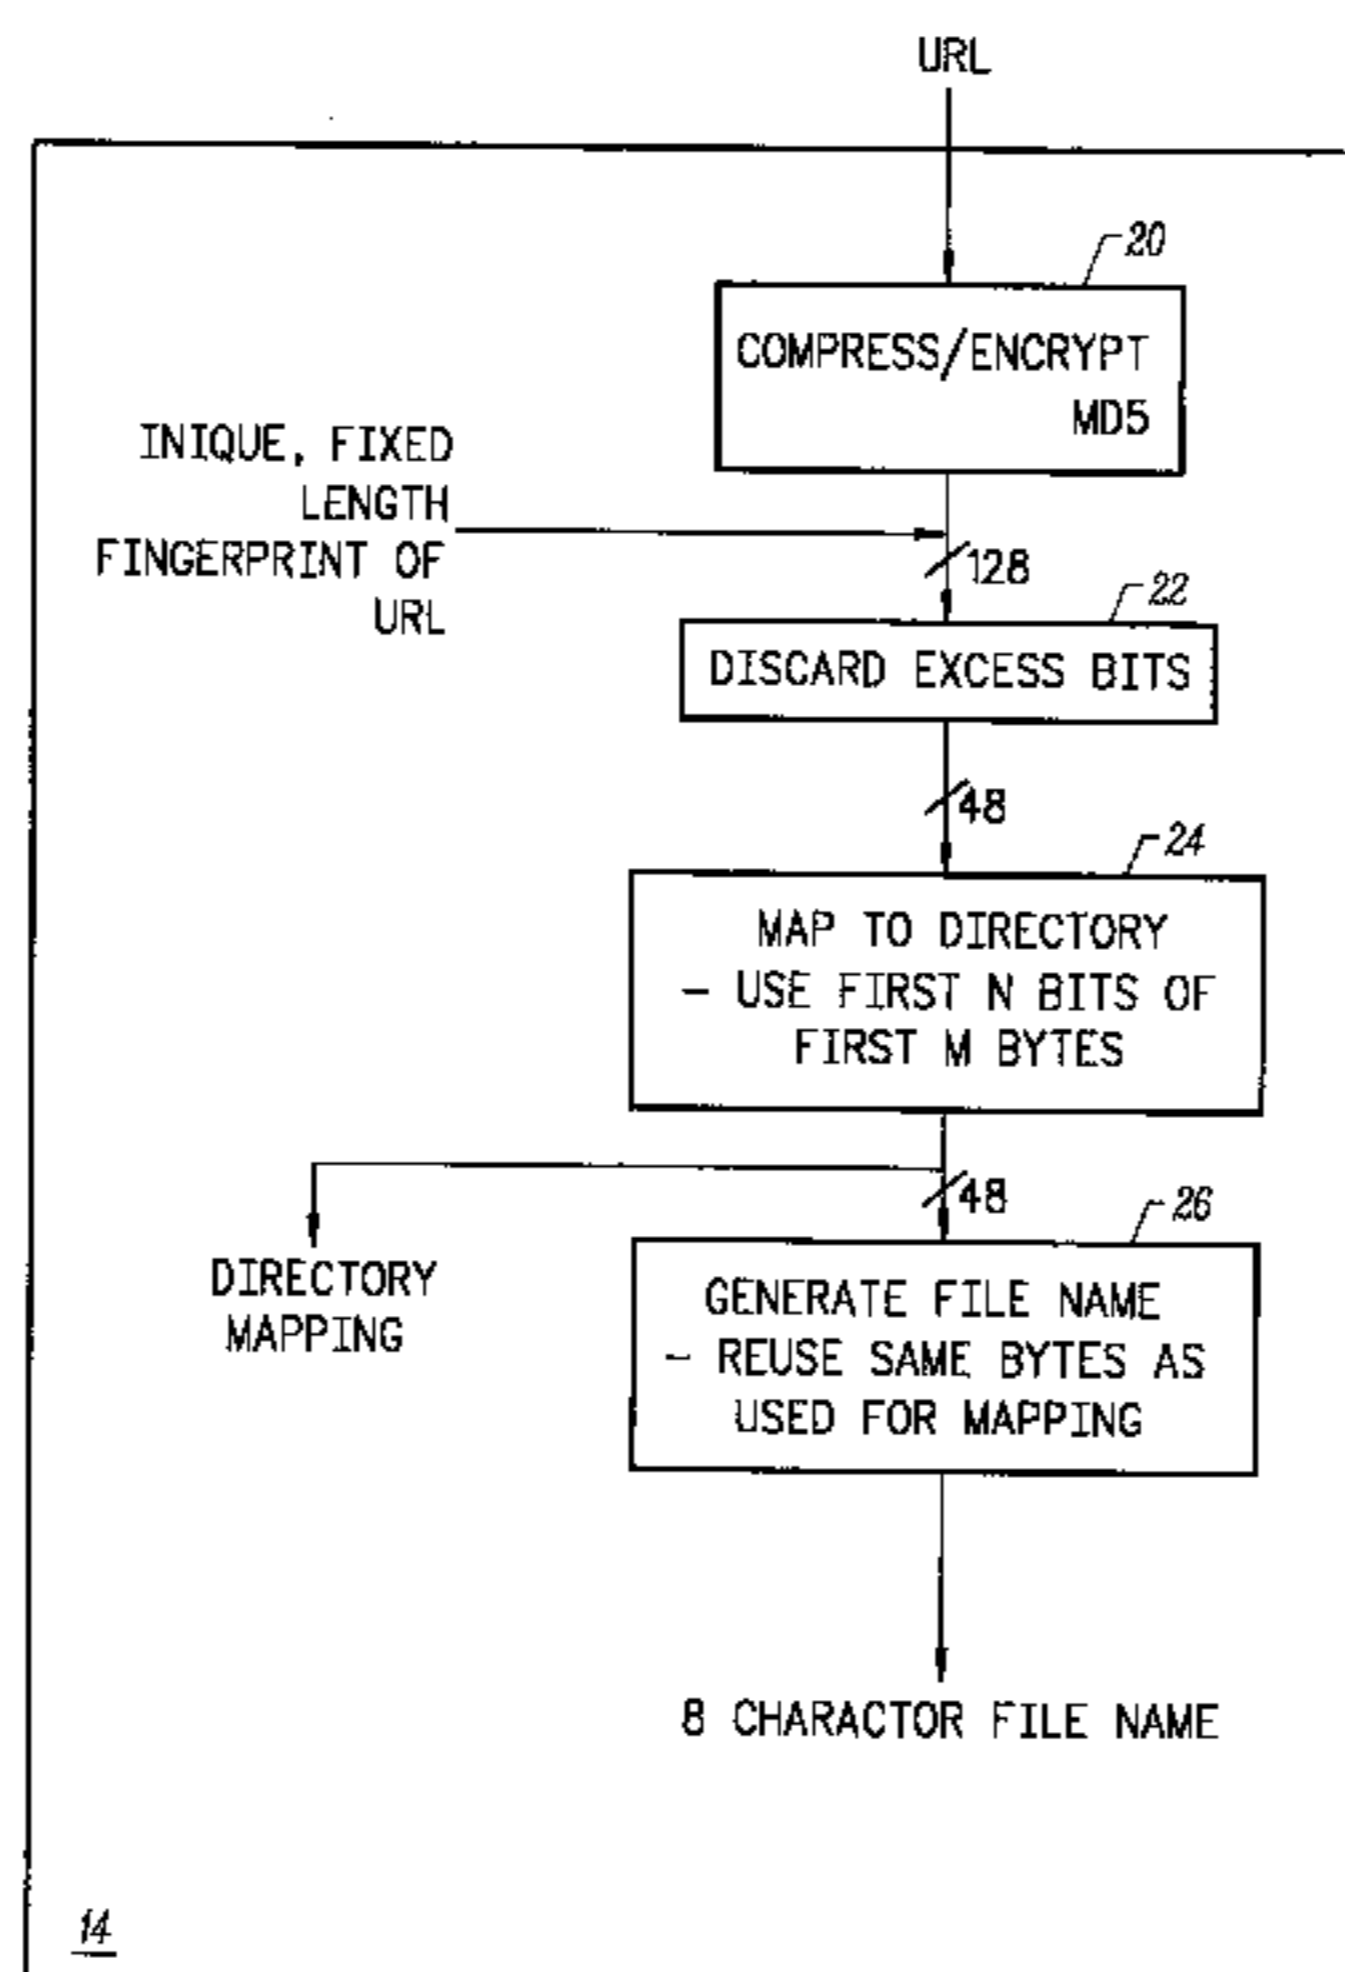 URL
20
COMPRESS/ENCRYPT
MD5
INIQUE, FIXED
LENGTH
FINGERPRINT OF
URL
128
22
DISCARD EXCESS BITS
48
24
MAP TO DIRECTORY
- USE FIRST N BITS OF
FIRST M BYTES
48
26
DIRECTORY
MAPPING
GENERATE FILE NAME
- REUSE SAME BYTES AS
USED FOR MAPPING
8 CHARACTOR FILE NAME
14